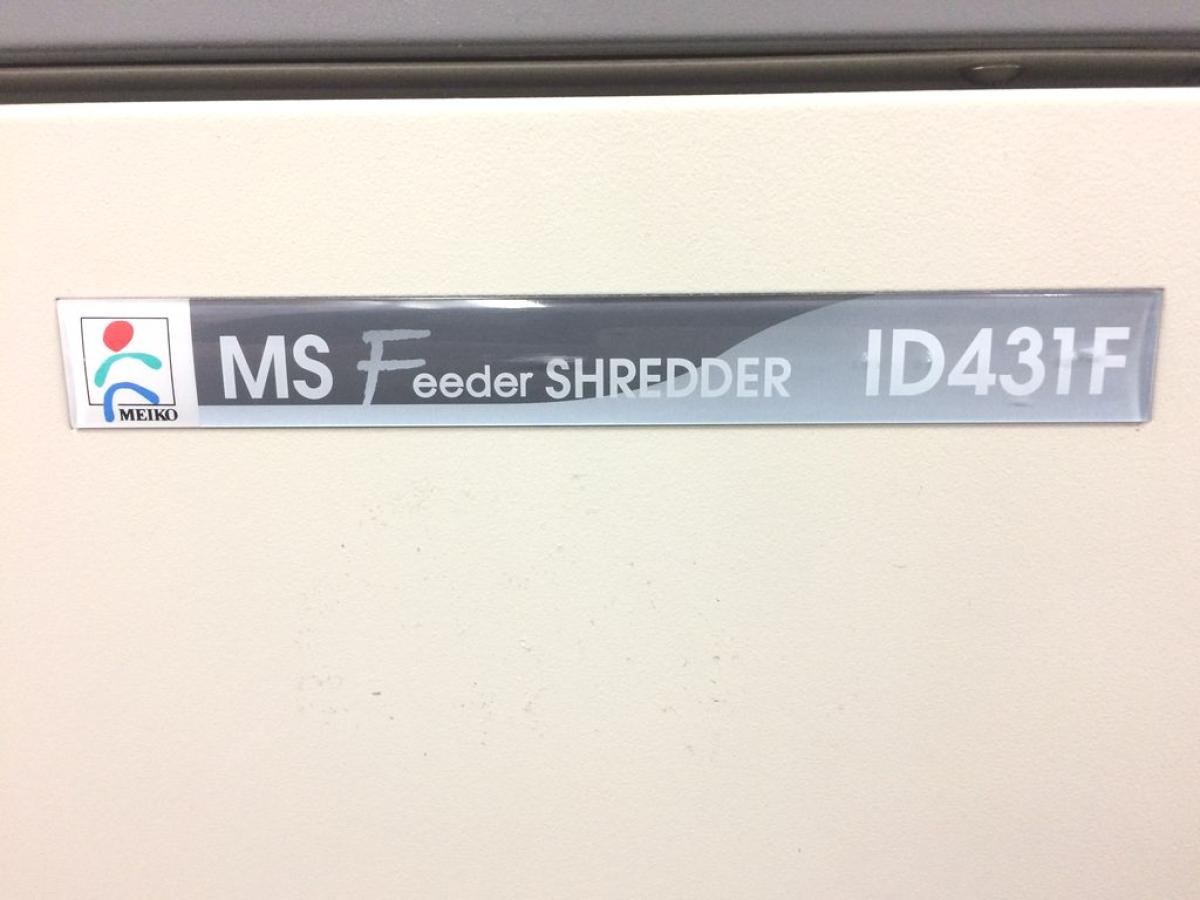 MEIKO
MS Feeder SHREDDER ID431F